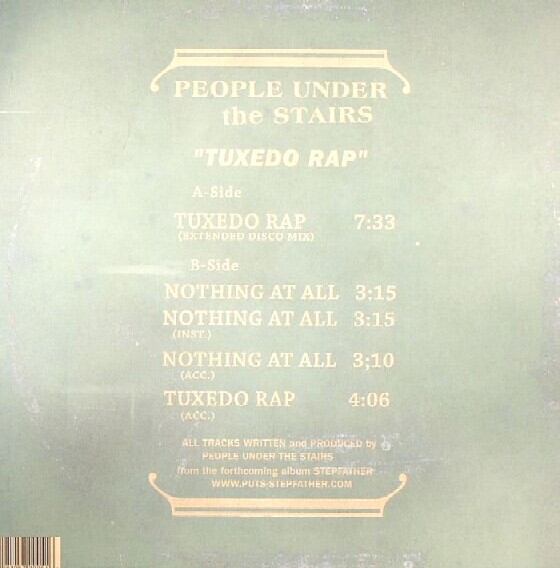 PEOPLE UNDER
the STAIRS
"TUXEDO RAP"
A-Side
TUXEDO RAP 7:33
(EXTENDED DISCO MIX)
B-Side
NOTHING AT ALL 3:15
NOTHING AT ALL 3:15
(INST.)
NOTHING AT ALL 3;10
(ACC.)
TUXEDO RAP 4:06
(ACC.)
ALL TRACKS WRITTEN and PRODUCED by
PEOPLE UNDER THE STAIRS
from the forthcoming album STEPFATHER
WWW.PUTS-STEPFATHER.COM